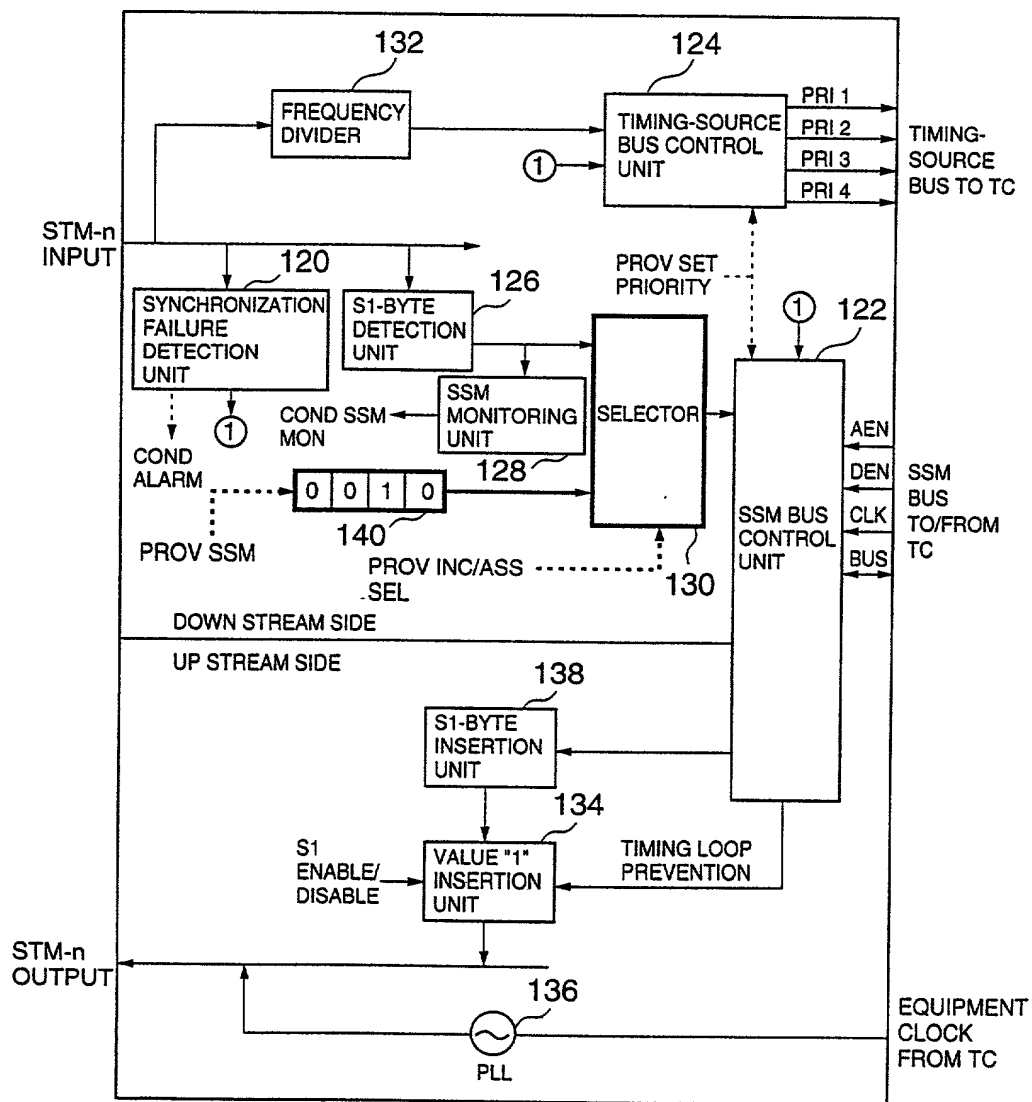 132
124
FREQUENCY
DIVIDER
TIMING-SOURCE
BUS CONTROL
UNIT
1
PRI 1
PRI 2
PRI 3
PRI 4
TIMING-
SOURCE
BUS TO TC
STM-n
INPUT
120
SYNCHRONIZATION
FAILURE
DETECTION
UNIT
S1-BYTE
DETECTION
UNIT
126
PROV SET
PRIORITY
1
122
COND
ALARM
1
COND SSM
MON
SSM
MONITORING
UNIT
128
SELECTOR
130
PROV SSM
0 0 1 0
140
PROV INC/ASS
SEL
SSM BUS
CONTROL
UNIT
AEN
DEN
CLK
BUS
SSM
BUS
TO/FROM
TC
DOWN STREAM SIDE
UP STREAM SIDE
138
S1-BYTE
INSERTION
UNIT
134
S1
ENABLE/
DISABLE
VALUE "1"
INSERTION
UNIT
TIMING LOOP
PREVENTION
STM-n
OUTPUT
136
PLL
EQUIPMENT
CLOCK
FROM TC